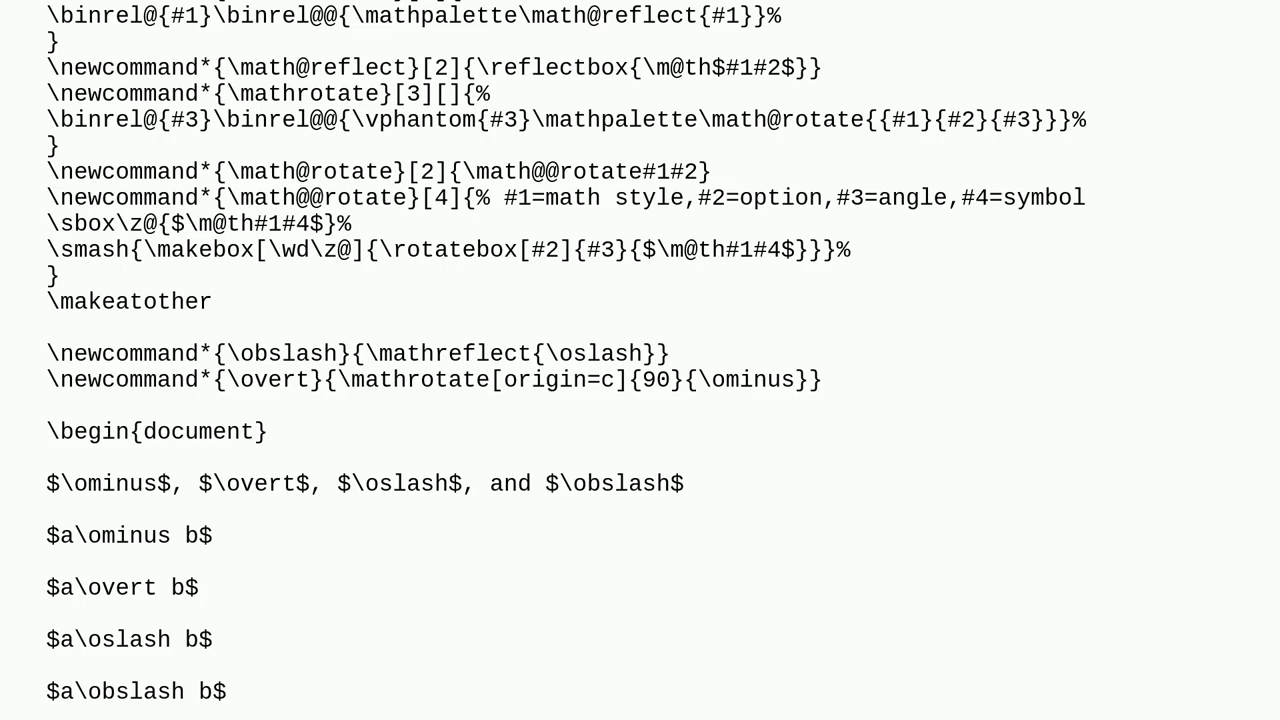 \binrel@{#1}\binrel@@{\mathpalette\math@reflect{#1}}%
}
\newcommand*{\math@reflect}[2]{\reflectbox{\m@th$#1#2$}}
\newcommand*{\mathrotate}[3][]{%
\binrel@{#3}\binrel@@{\vphantom{#3}\mathpalette\math@rotate{{#1}{#2}{#3}}}%
}
\newcommand*{\math@rotate}[2]{\math@@rotate#1#2}
\newcommand*{\math@@rotate}[4]{% #1=math style,#2=option,#3=angle,#4=symbol
\sbox\z@{$\m@th#1#4$}%
\smash{\makebox[\wd\z@]{\rotatebox[#2]{#3}{$\m@th#1#4$}}}%
}
\makeatother

\newcommand*{\obslash}{\mathreflect{\oslash}}
\newcommand*{\overt}{\mathrotate[origin=c]{90}{\ominus}}

\begin{document}

$\ominus$, $\overt$, $\oslash$, and $\obslash$

$a\ominus b$

$a\overt b$

$a\oslash b$

$a\obslash b$